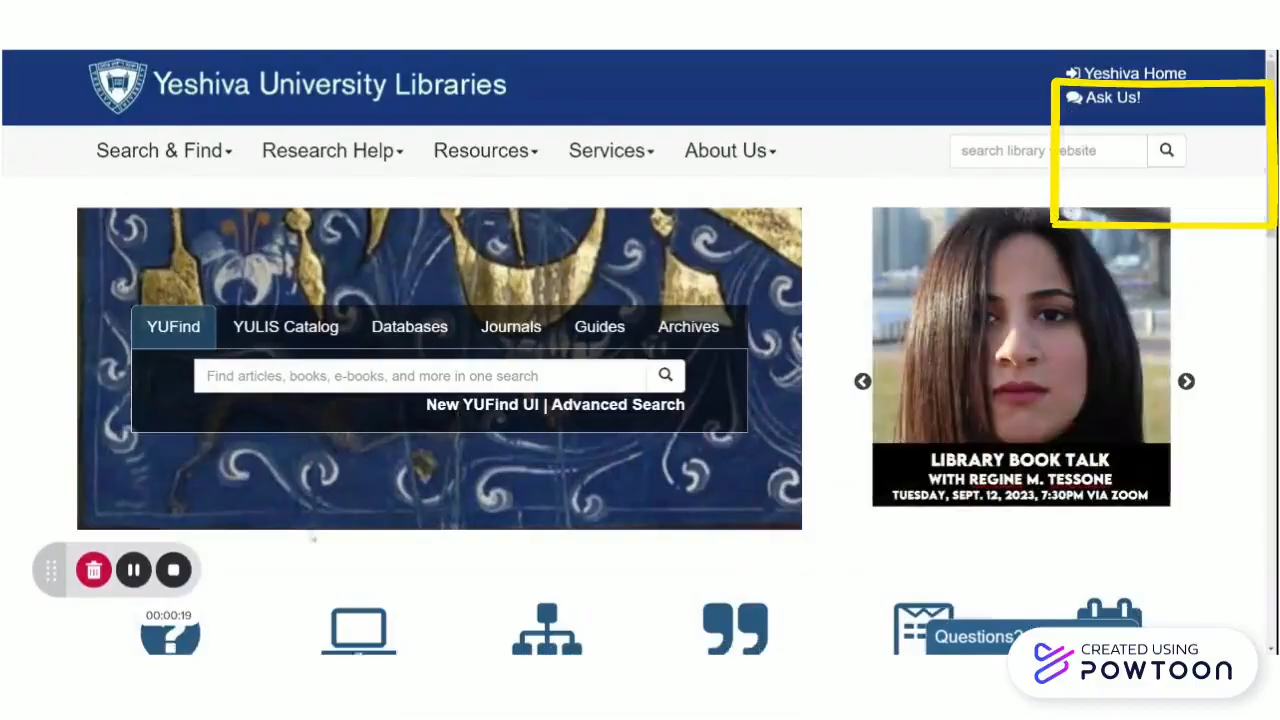 Yeshiva University Libraries
Yeshiva Home
Ask Us!
Search & Find Research Help Resources Services About Us
search library website
YUFind YULIS Catalog Databases Journals Guides Archives
Find articles, books, e-books, and more in one search
New YUFind UI | Advanced Search
LIBRARY BOOK TALK
WITH REGINE M. TESSONE
TUESDAY, SEPT. 12, 2023, 7:30PM VIA ZOOM
00:00:19
Questions?
CREATED USING
POWTOON